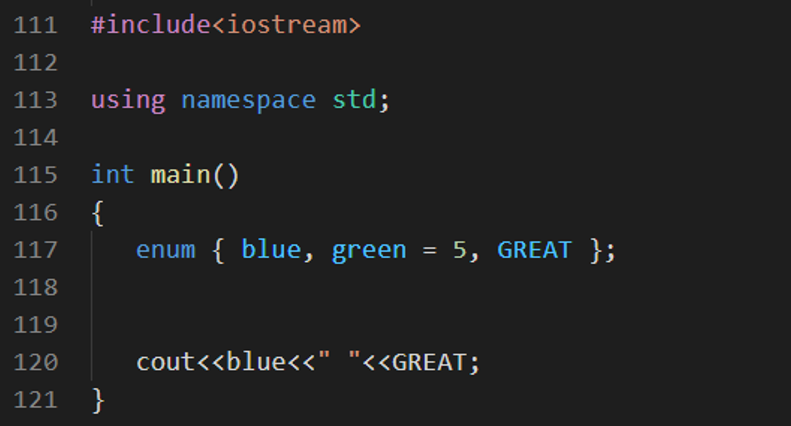 111 #include<iostream>
112
113 using namespace std;
114
115 int main()
116 {
117    enum { blue, green = 5, GREAT };
118
119
120    cout<<blue<<" "<<GREAT;
121 }